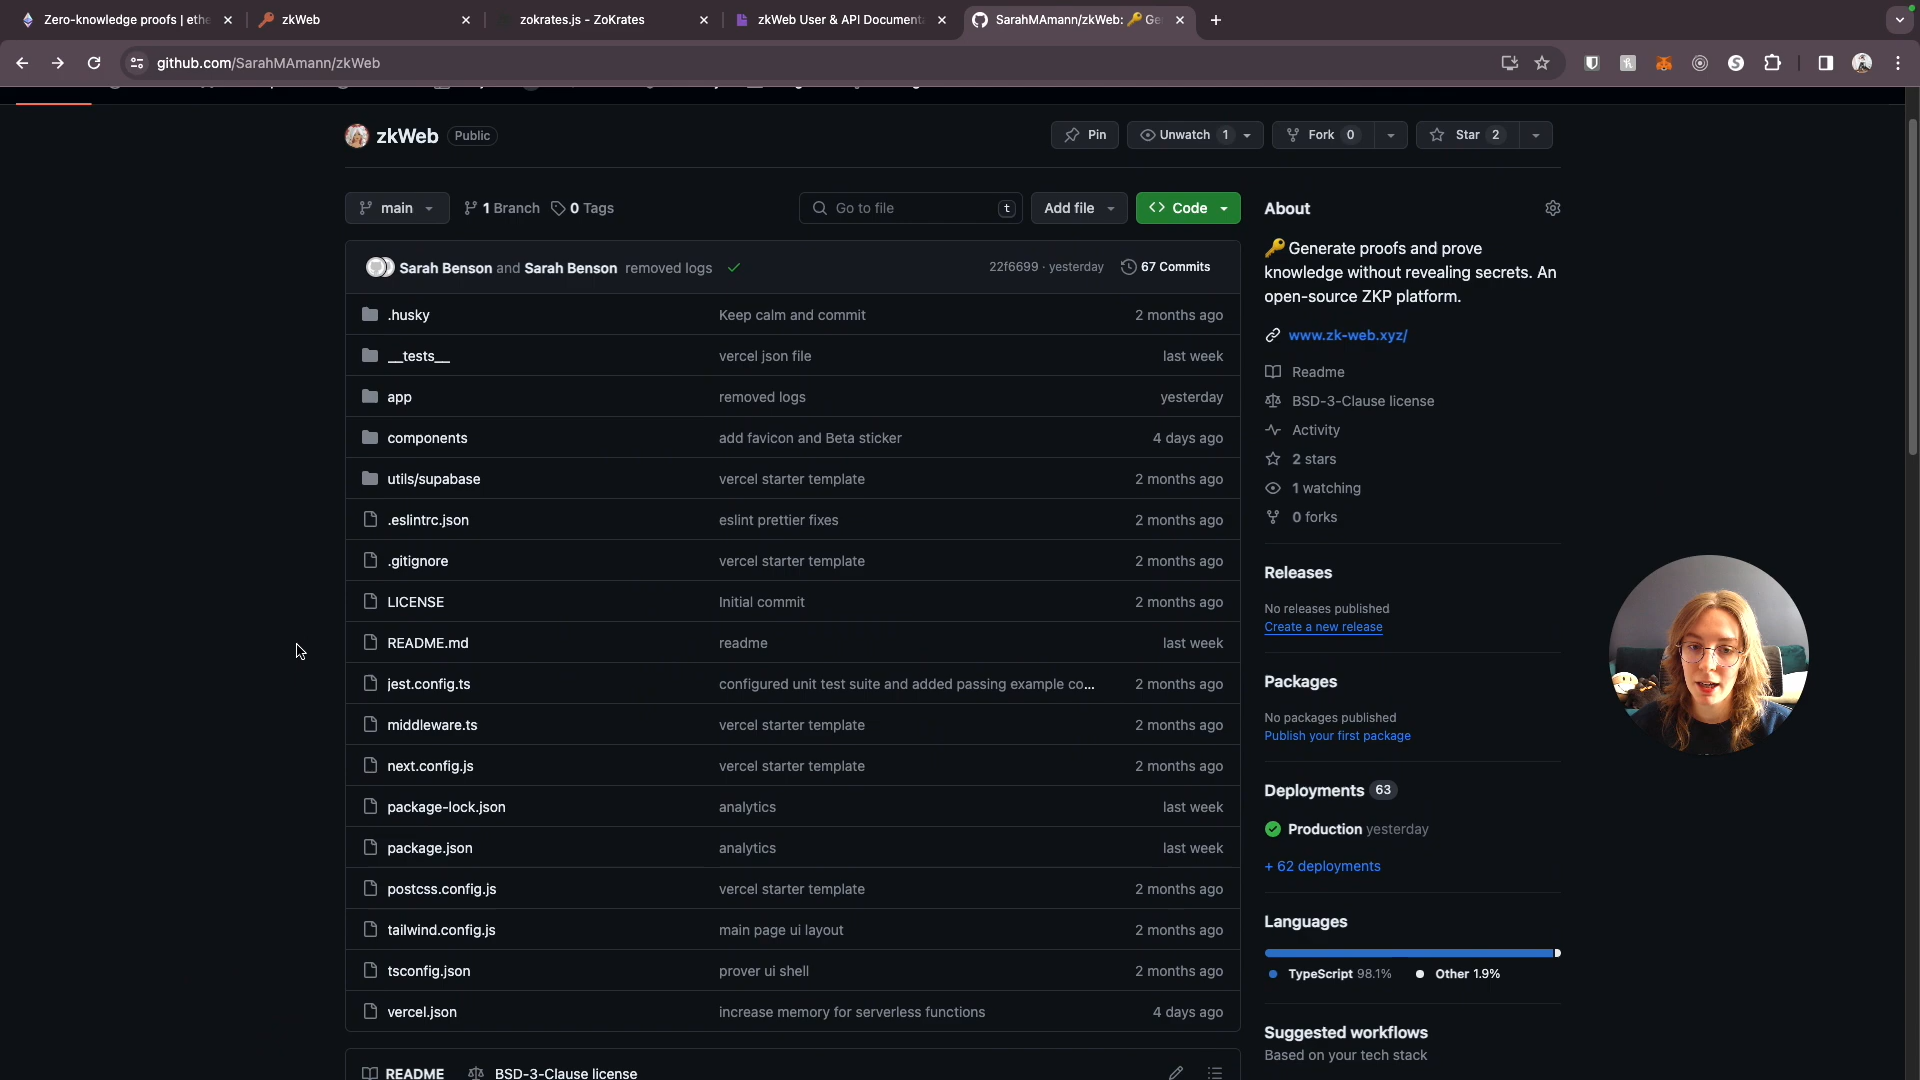 Zero-knowledge proofs | ethe
zkWeb
zokrates.js - ZoKrates
zkWeb User & API Documenta
SarahMAmann/zkWeb: 🔑 Ge
github.com/SarahMAmann/zkWeb
zkWeb
Public
Pin
Unwatch 1
Fork 0
Star 2
main
1 Branch
0 Tags
Go to file
t
Add file
Code
Sarah Benson and Sarah Benson removed logs
22f6699 · yesterday
67 Commits
.husky
Keep calm and commit
2 months ago
__tests__
vercel json file
last week
app
removed logs
yesterday
components
add favicon and Beta sticker
4 days ago
utils/supabase
vercel starter template
2 months ago
.eslintrc.json
eslint prettier fixes
2 months ago
.gitignore
vercel starter template
2 months ago
LICENSE
Initial commit
2 months ago
README.md
readme
last week
jest.config.ts
configured unit test suite and added passing example co...
2 months ago
middleware.ts
vercel starter template
2 months ago
next.config.js
vercel starter template
2 months ago
package-lock.json
analytics
last week
package.json
analytics
last week
postcss.config.js
vercel starter template
2 months ago
tailwind.config.js
main page ui layout
2 months ago
tsconfig.json
prover ui shell
2 months ago
vercel.json
increase memory for serverless functions
4 days ago
README
BSD-3-Clause license
About
🔑 Generate proofs and prove
knowledge without revealing secrets. An
open-source ZKP platform.
www.zk-web.xyz/
Readme
BSD-3-Clause license
Activity
2 stars
1 watching
0 forks
Releases
No releases published
Create a new release
Packages
No packages published
Publish your first package
Deployments 63
Production yesterday
+ 62 deployments
Languages
TypeScript 98.1%
Other 1.9%
Suggested workflows
Based on your tech stack